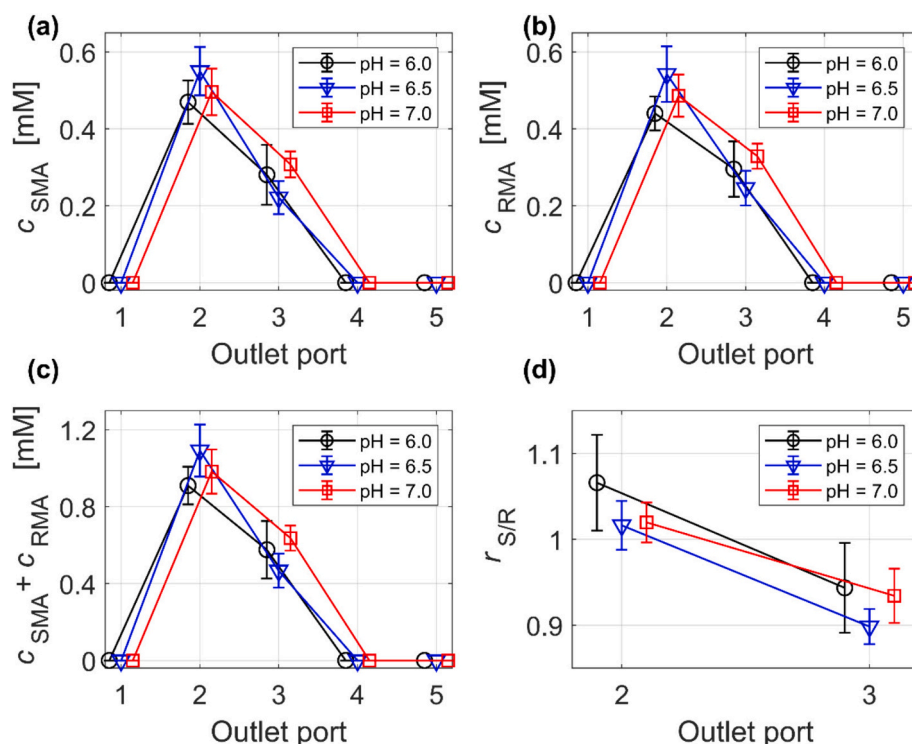 (a)
0.6
0.4
0.2
0
c SMA [mM]
pH = 6.0
pH = 6.5
pH = 7.0
1 2 3 4 5
Outlet port
(b)
0.6
0.4
0.2
0
c RMA [mM]
pH = 6.0
pH = 6.5
pH = 7.0
1 2 3 4 5
Outlet port
(c)
1.2
0.8
0.4
0
c SMA + c RMA [mM]
pH = 6.0
pH = 6.5
pH = 7.0
1 2 3 4 5
Outlet port
(d)
1.1
1
0.9
r S/R
pH = 6.0
pH = 6.5
pH = 7.0
2 3
Outlet port